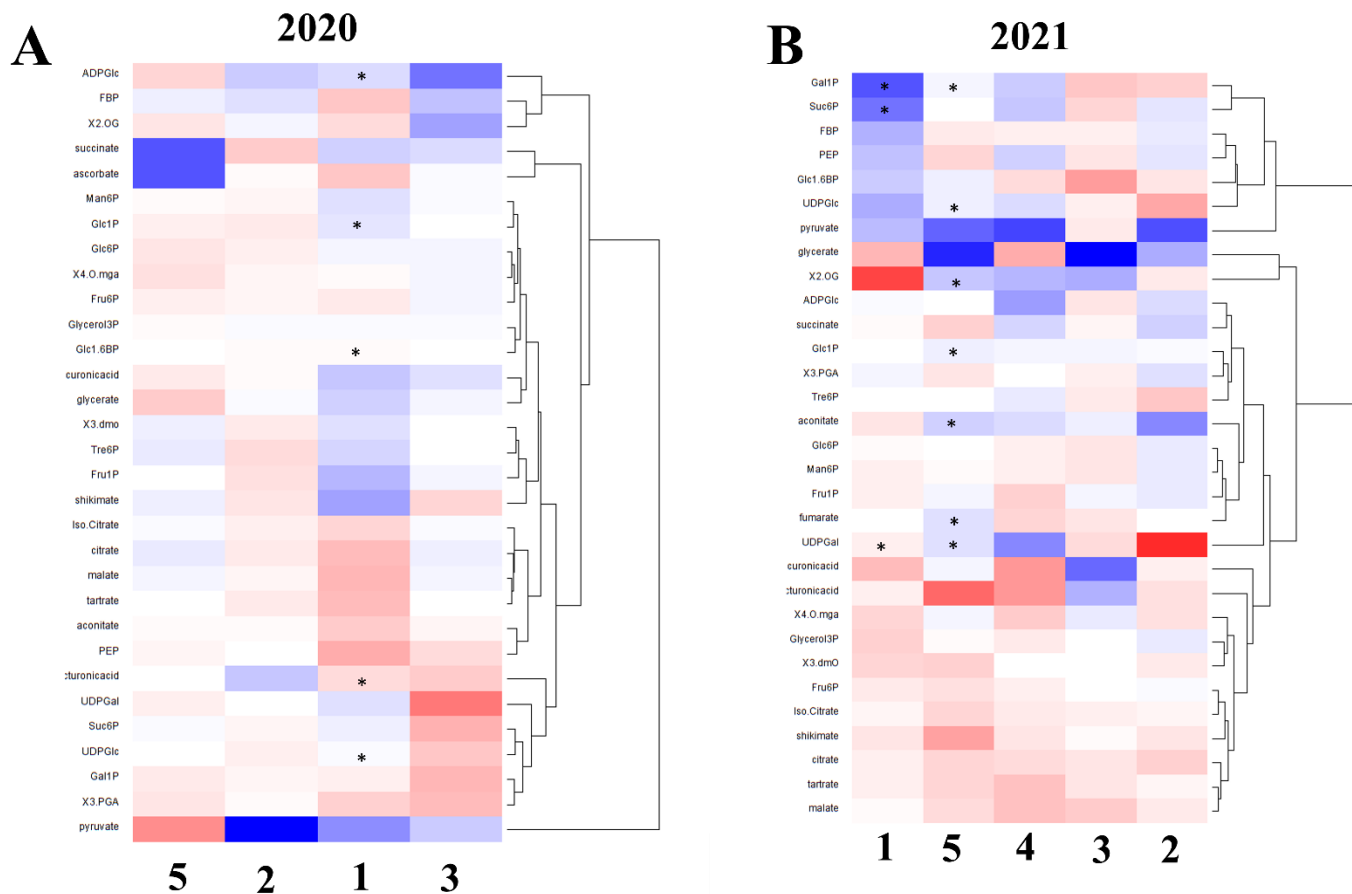 A
2020
ADPGlc
*
FBP
X2.OG
succinate
ascorbate
Man6P
Glc1P
*
Glc6P
X4.O.mga
Fru6P
Glycerol3P
Glc1.6BP
*
curonicacid
glycerate
X3.dmo
Tre6P
Fru1P
shikimate
Iso.Citrate
citrate
malate
tartrate
aconitate
PEP
cturonicacid
*
UDPGal
Suc6P
UDPGlc
*
Gal1P
X3.PGA
pyruvate
5 2 1 3
B
2021
Gal1P
* *
Suc6P
*
FBP
PEP
Glc1.6BP
UDPGlc
*
pyruvate
glycerate
X2.OG
*
ADPGlc
succinate
Glc1P
*
X3.PGA
Tre6P
aconitate
*
Glc6P
Man6P
Fru1P
fumarate
*
UDPGal
* *
curonicacid
cturonicacid
X4.O.mga
Glycerol3P
X3.dmO
Fru6P
Iso.Citrate
shikimate
citrate
tartrate
malate
1 5 4 3 2